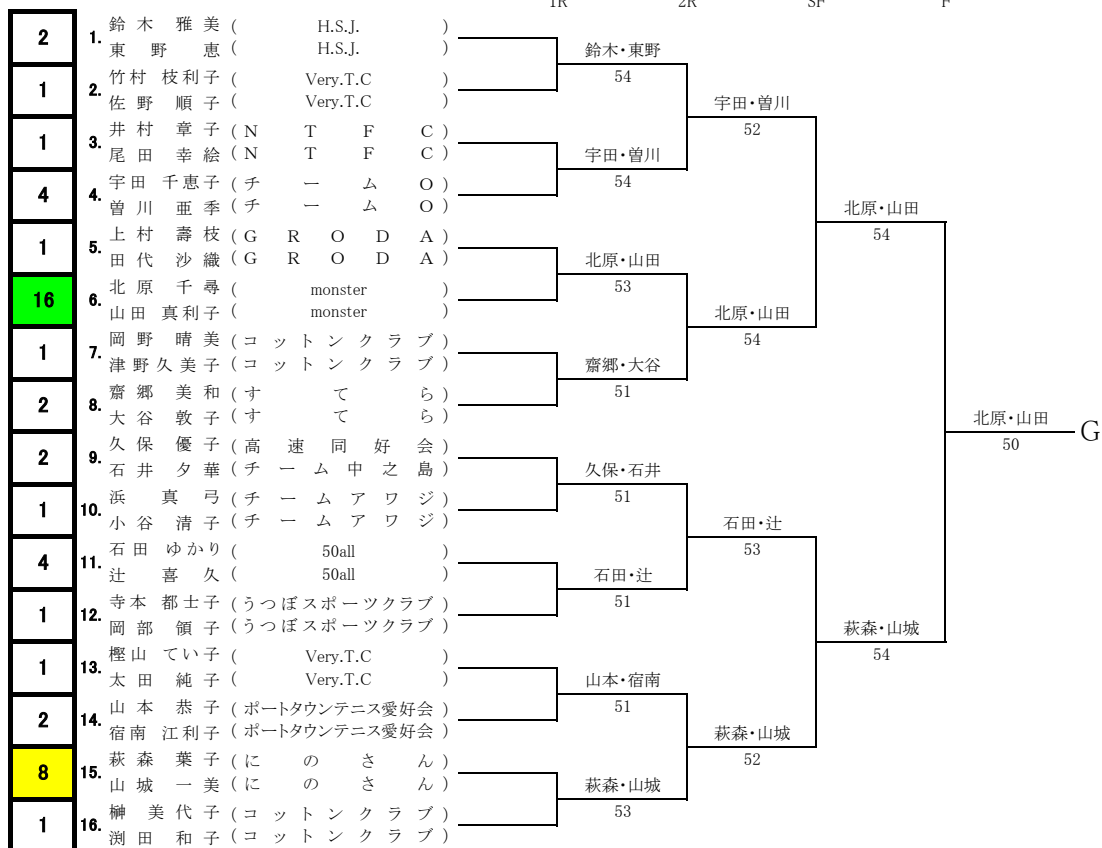 1R 2R SF F
2 1. 鈴木 雅美 ( H.S.J. )
東野 恵 ( H.S.J. )
1 2. 竹村 枝利子 ( Very.T.C )
佐野 順子 ( Very.T.C )
1 3. 井村 章子 ( N T F C )
尾田 幸絵 ( N T F C )
4 4. 宇田 千恵子 ( チ ー ム O )
曽川 亜季 ( チ ー ム O )
1 5. 上村 壽枝 ( G R O D A )
田代 沙織 ( G R O D A )
16 6. 北原 千尋 ( monster )
山田 真利子 ( monster )
1 7. 岡野 晴美 ( コ ッ ト ン ク ラ ブ )
津野久美子 ( コ ッ ト ン ク ラ ブ )
2 8. 齋郷 美和 ( す て ら )
大谷 敦子 ( す て ら )
2 9. 久保 優子 ( 高 速 同 好 会 )
石井 夕華 ( チ ー ム 中 之 島 )
1 10. 浜 真弓 ( チ ー ム ア ワ ジ )
小谷 清子 ( チ ー ム ア ワ ジ )
4 11. 石田 ゆかり ( 50all )
辻 喜久 ( 50all )
1 12. 寺本 都士子 ( うつぼスポーツクラブ )
岡部 領子 ( うつぼスポーツクラブ )
1 13. 樫山 てい子 ( Very.T.C )
太田 純子 ( Very.T.C )
2 14. 山本 恭子 ( ポートタウンテニス愛好会 )
宿南 江利子 ( ポートタウンテニス愛好会 )
8 15. 萩森 葉子 ( に の さ ん )
山城 一美 ( に の さ ん )
1 16. 榊 美代子 ( コ ッ ト ン ク ラ ブ )
渕田 和子 ( コ ッ ト ン ク ラ ブ )
鈴木・東野
54
宇田・曽川
54
北原・山田
53
齋郷・大谷
51
久保・石井
51
石田・辻
51
山本・宿南
51
萩森・山城
53
宇田・曽川
52
北原・山田
54
石田・辻
53
萩森・山城
52
北原・山田
54
萩森・山城
54
北原・山田
50
G